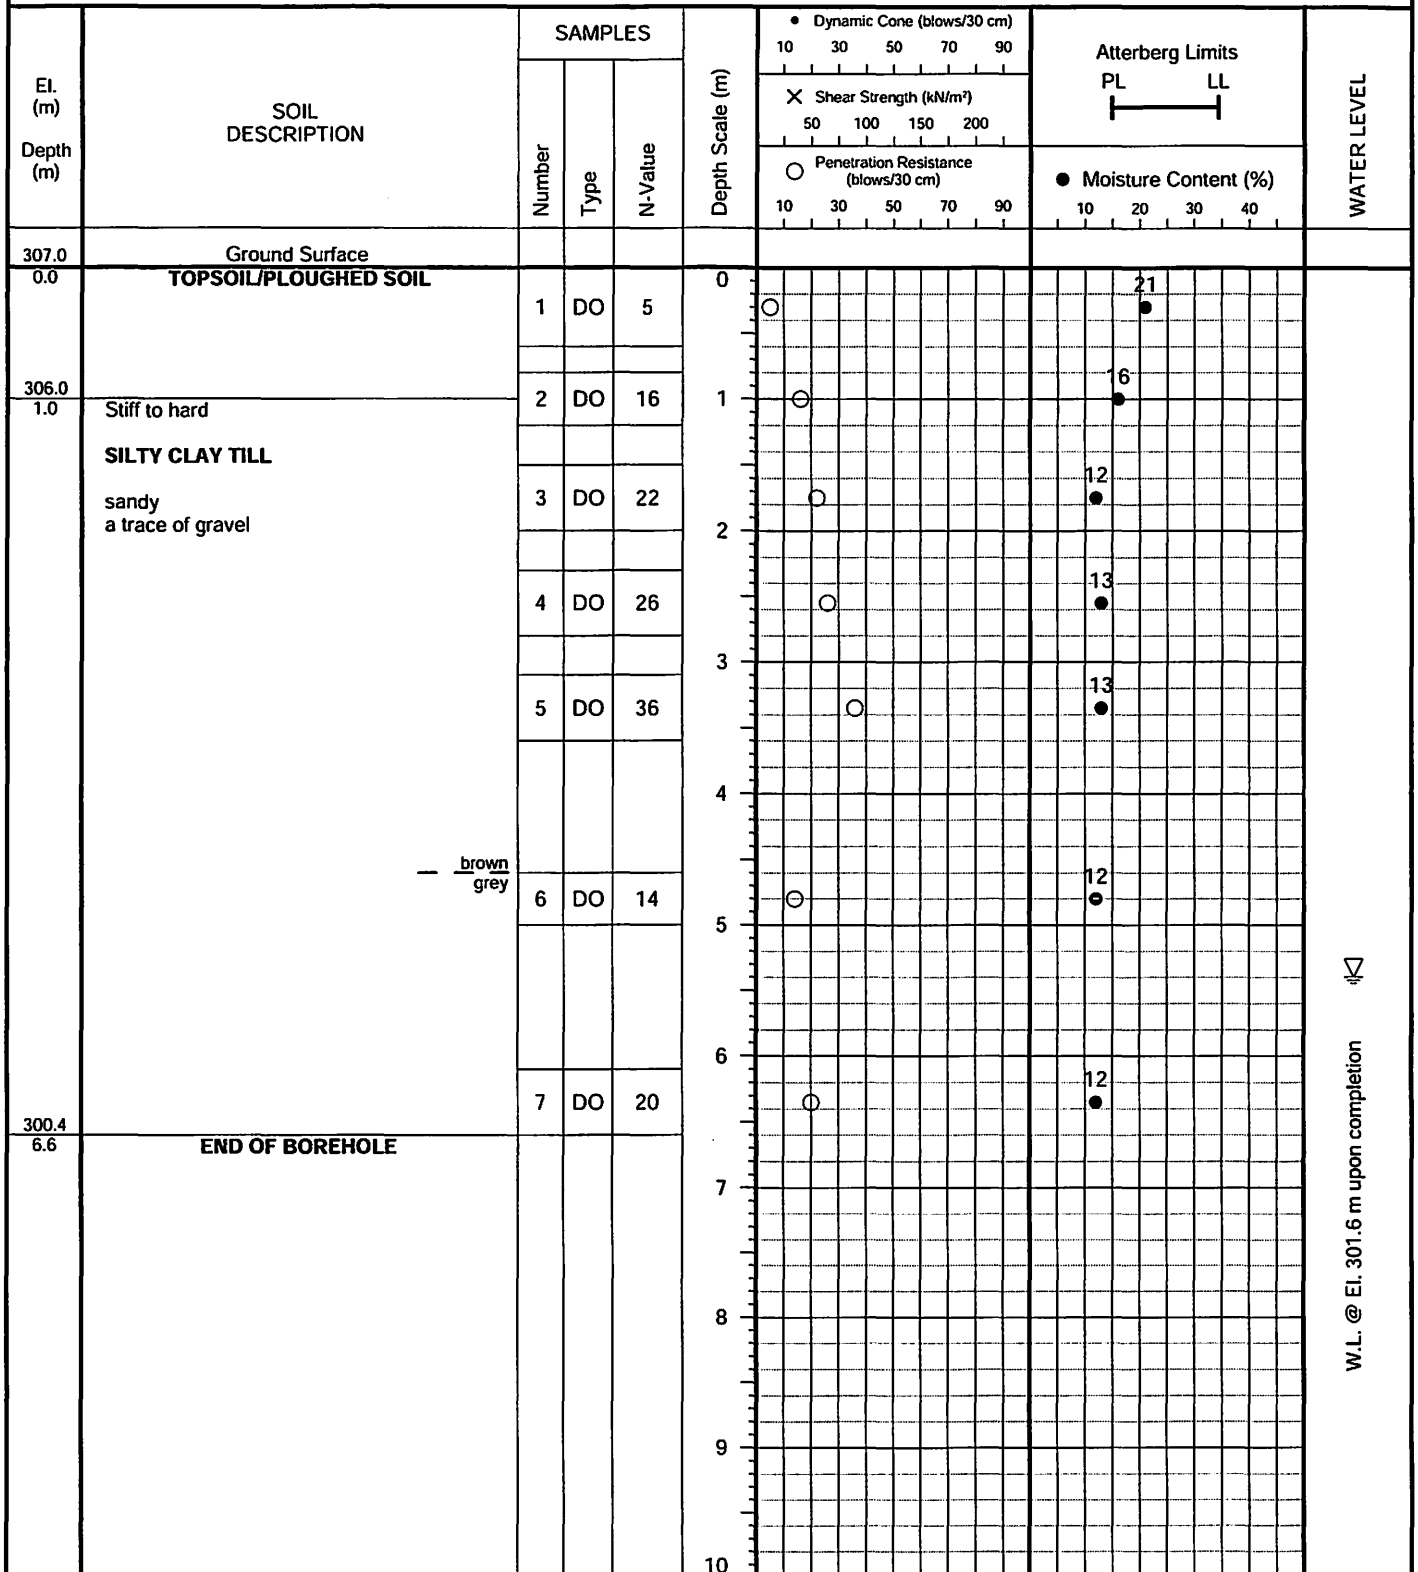 El.
(m)
Depth
(m)
SOIL
DESCRIPTION
SAMPLES
Number
Type
N-Value
Depth Scale (m)
• Dynamic Cone (blows/30 cm)
10 30 50 70 90
X Shear Strength (kN/m²)
50 100 150 200
O Penetration Resistance
(blows/30 cm)
10 30 50 70 90
Atterberg Limits
PL LL
● Moisture Content (%)
10 20 30 40
WATER LEVEL
307.0 Ground Surface
0.0 TOPSOIL/PLOUGHED SOIL 0
21
1 DO 5
16
306.0
1.0 Stiff to hard 2 DO 16 1
SILTY CLAY TILL
12
sandy 3 DO 22
a trace of gravel
2
13
4 DO 26
3
13
5 DO 36
4
brown
grey
12
6 DO 14
5
6
12
7 DO 20
300.4
6.6 END OF BOREHOLE
7
8
9
10
W.L. @ El. 301.6 m upon completion